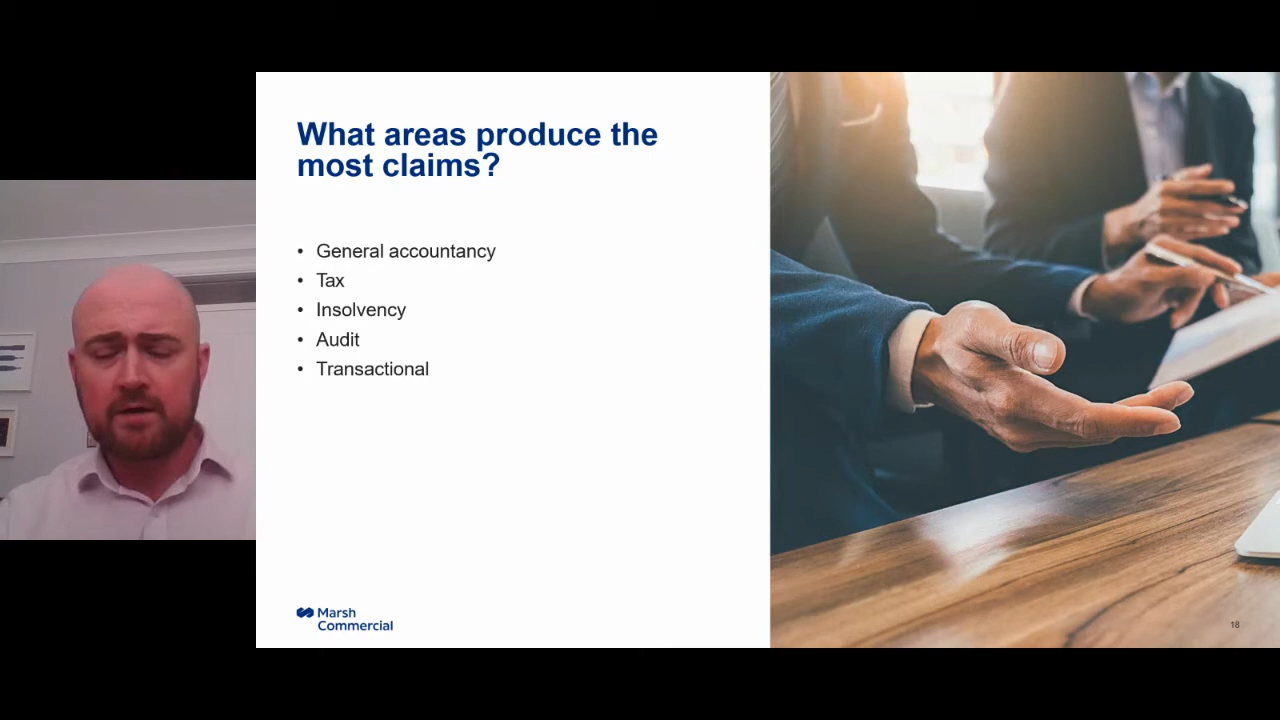 What areas produce the
most claims?
• General accountancy
• Tax
• Insolvency
• Audit
• Transactional
Marsh
Commercial
18